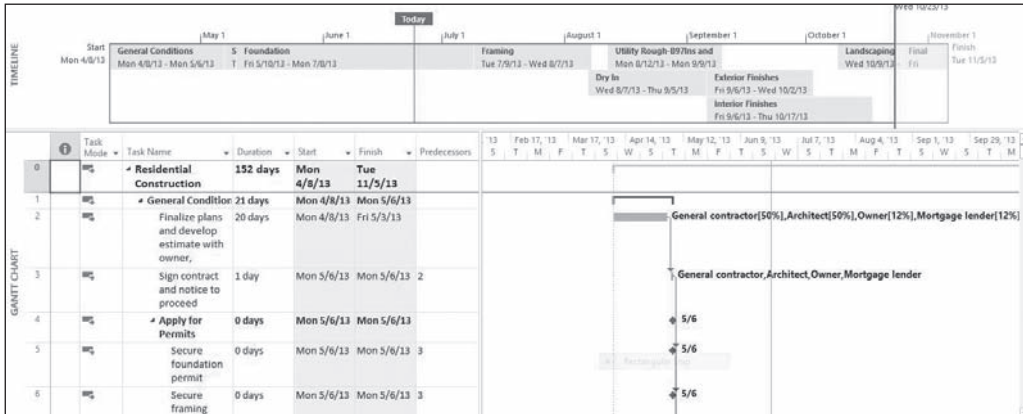 Wed 10/23/13
Today
May 1 June 1 July 1 August 1 September 1 October 1 November 1
TIMELINE
Start
Mon 4/8/13
General Conditions
Mon 4/8/13 - Mon 5/6/13
S
T
Foundation
Fri 5/10/13 - Mon 7/8/13
Framing
Tue 7/9/13 - Wed 8/7/13
Utility Rough-897Ins and
Mon 8/12/13 - Mon 9/9/13
Landscaping
Wed 10/9/13 -
Final
Fri
Finish
Tue 11/5/13
Dry In
Wed 8/7/13 - Thu 9/5/13
Exterior Finishes
Fri 9/6/13 - Wed 10/2/13
Interior Finishes
Fri 9/6/13 - Thu 10/17/13
GANTT CHART
Task Mode Task Name Duration Start Finish Predecessors
'13 Feb 17, '13 Mar 17, '13 Apr 14, '13 May 12, '13 Jun 9, '13 Jul 7, '13 Aug 4, '13 Sep 1, '13 Sep 29, '13
S T M F T S W S T M F T S W S T M F T S W S T M
0 Residential Construction 152 days Mon 4/8/13 Tue 11/5/13
1 General Condition 21 days Mon 4/8/13 Mon 5/6/13
2 Finalize plans and develop estimate with owner, 20 days Mon 4/8/13 Fri 5/3/13
General contractor[50%],Architect[50%],Owner[12%],Mortgage lender[12%]
3 Sign contract and notice to proceed 1 day Mon 5/6/13 Mon 5/6/13 2
General contractor,Architect,Owner,Mortgage lender
4 Apply for Permits 0 days Mon 5/6/13 Mon 5/6/13
5/6
5 Secure foundation permit 0 days Mon 5/6/13 Mon 5/6/13 3
5/6
6 Secure framing 0 days Mon 5/6/13 Mon 5/6/13 3
5/6